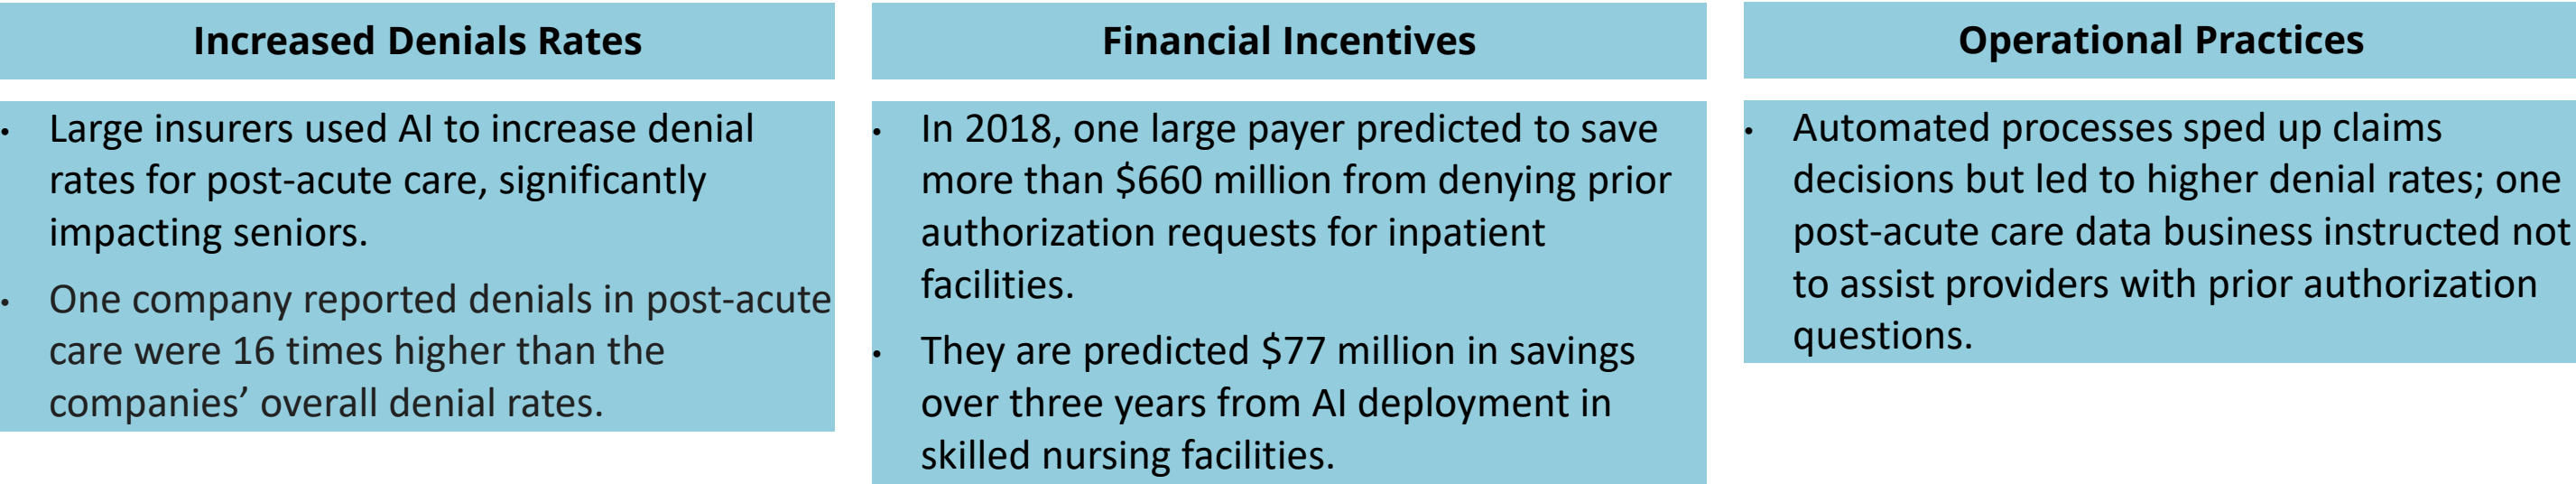 Increased Denials Rates
• Large insurers used AI to increase denial
rates for post-acute care, significantly
impacting seniors.
• One company reported denials in post-acute
care were 16 times higher than the
companies’ overall denial rates.
Financial Incentives
• In 2018, one large payer predicted to save
more than $660 million from denying prior
authorization requests for inpatient
facilities.
• They are predicted $77 million in savings
over three years from AI deployment in
skilled nursing facilities.
Operational Practices
• Automated processes sped up claims
decisions but led to higher denial rates; one
post-acute care data business instructed not
to assist providers with prior authorization
questions.